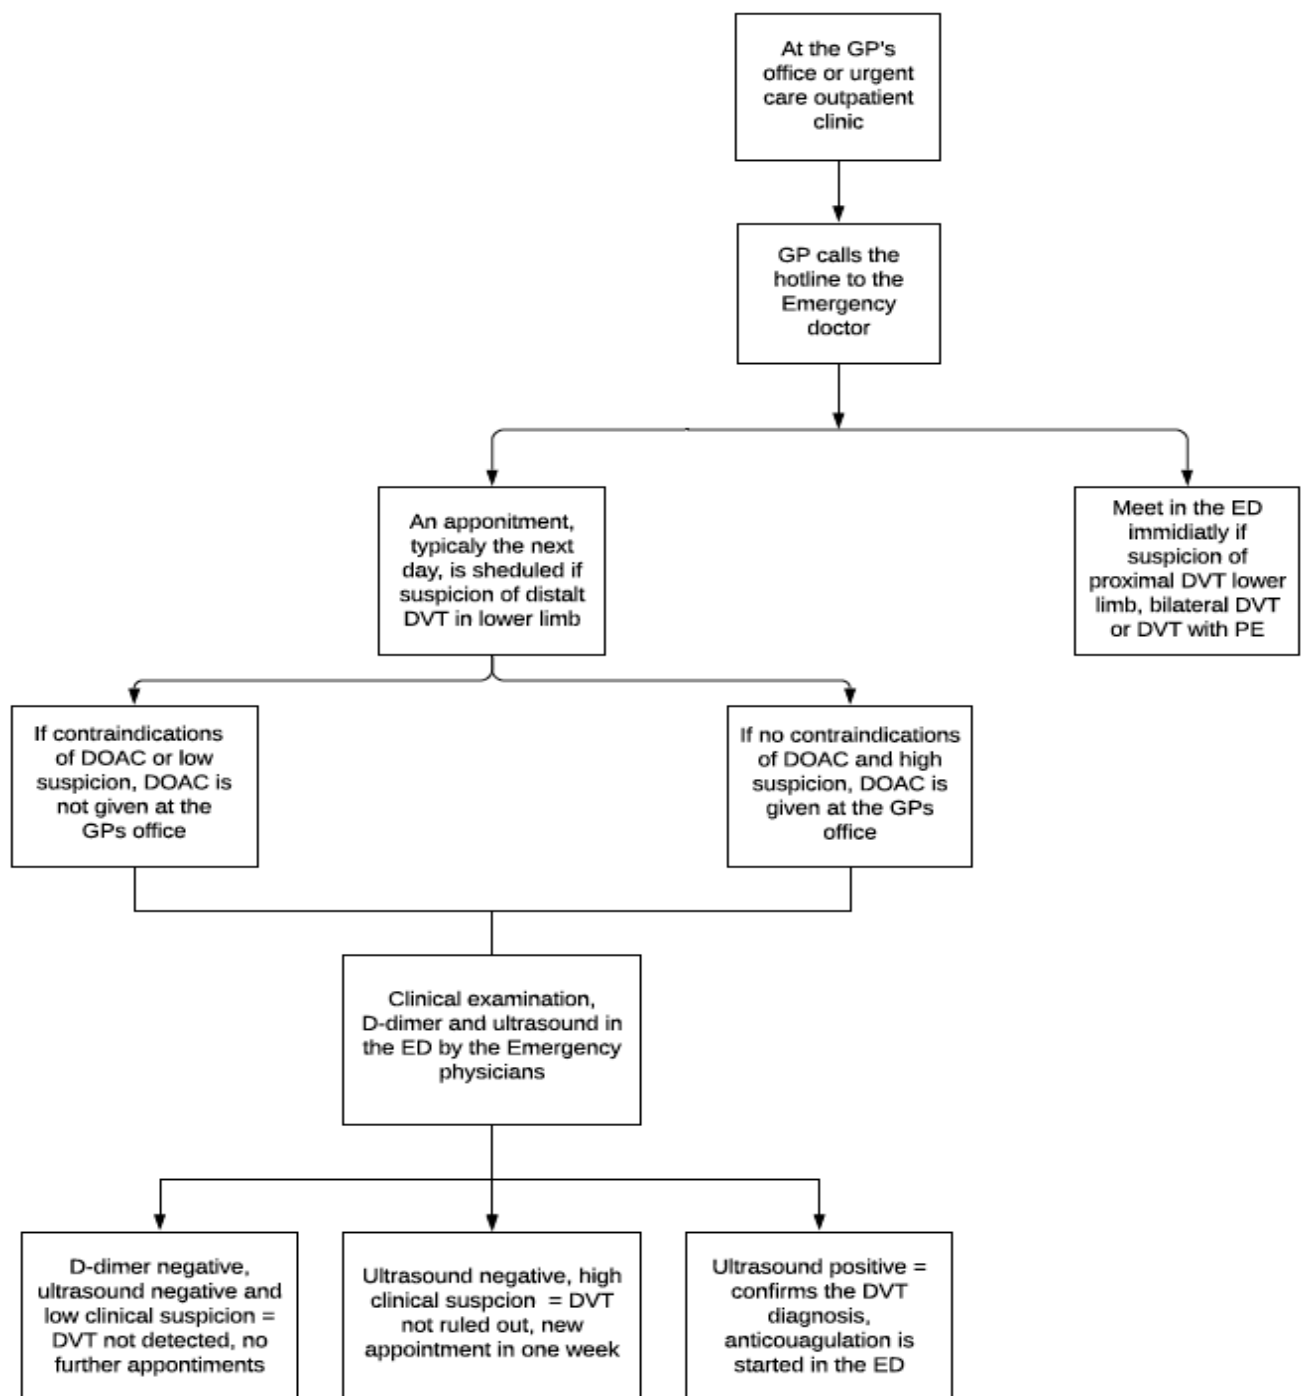 At the GP's
office or urgent
care outpatient
clinic
GP calls the
hotline to the
Emergency
doctor
An apponitment,
typicaly the next
day, is sheduled if
suspicion of distalt
DVT in lower limb
Meet in the ED
immidiatly if
suspicion of
proximal DVT lower
limb, bilateral DVT
or DVT with PE
If contraindications
of DOAC or low
suspicion, DOAC is
not given at the
GPs office
If no contraindications
of DOAC and high
suspicion, DOAC is
given at the GPs
office
Clinical examination,
D-dimer and ultrasound in
the ED by the Emergency
physicians
D-dimer negative,
ultrasound negative and
low clinical suspicion =
DVT not detected, no
further appontiments
Ultrasound negative, high
clinical suspcion = DVT
not ruled out, new
appointment in one week
Ultrasound positive =
confirms the DVT
diagnosis,
anticouagulation is
started in the ED